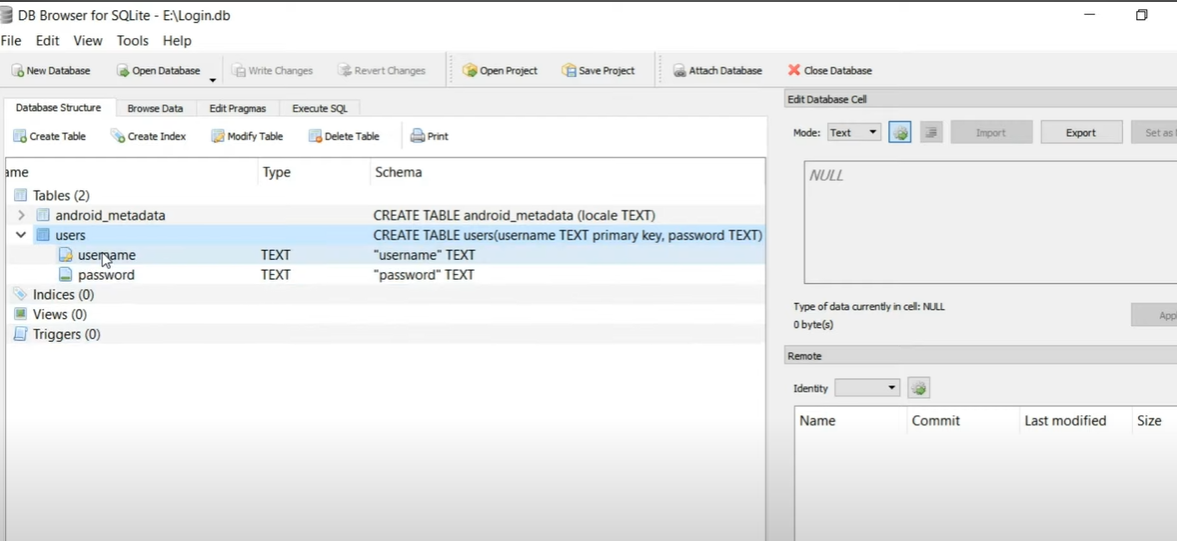 DB Browser for SQLite - E:\Login.db
File Edit View Tools Help
New Database Open Database Write Changes Revert Changes Open Project Save Project Attach Database Close Database
Database Structure Browse Data Edit Pragmas Execute SQL
Create Table Create Index Modify Table Delete Table Print
ame Type Schema
Tables (2)
android_metadata CREATE TABLE android_metadata (locale TEXT)
users CREATE TABLE users(username TEXT primary key, password TEXT)
username TEXT "username" TEXT
password TEXT "password" TEXT
Indices (0)
Views (0)
Triggers (0)
Edit Database Cell
Mode: Text Import Export Set as
NULL
Type of data currently in cell: NULL
0 byte(s)
App
Remote
Identity
Name Commit Last modified Size